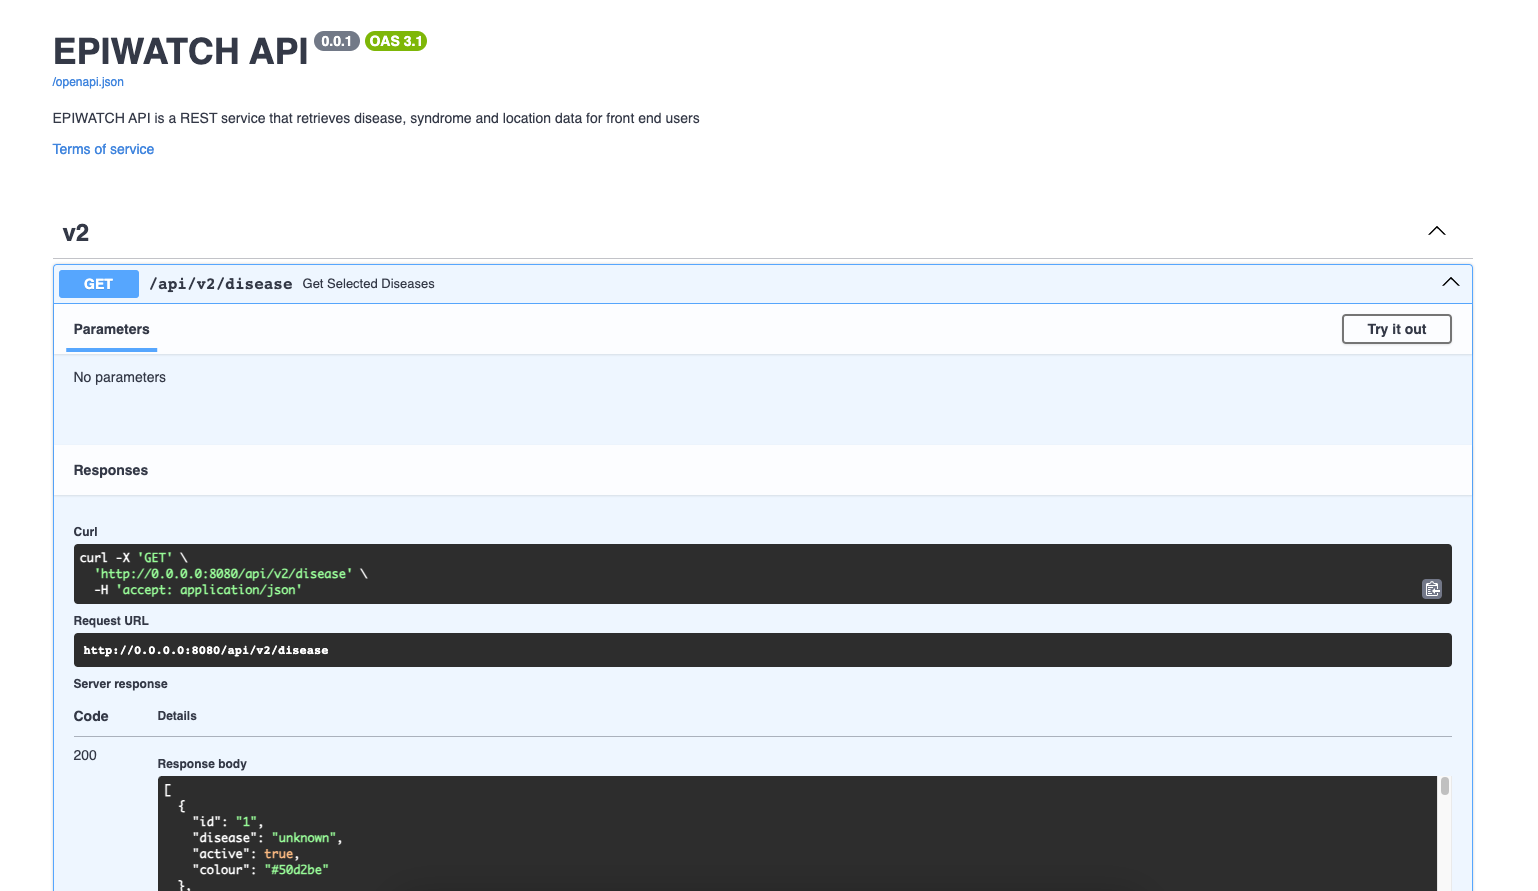 EPIWATCH API 0.0.1 OAS 3.1
/openapi.json
EPIWATCH API is a REST service that retrieves disease, syndrome and location data for front end users
Terms of service
v2
GET /api/v2/disease Get Selected Diseases
Parameters Try it out
No parameters
Responses
Curl
curl -X 'GET' \
'http://0.0.0.0:8080/api/v2/disease' \
-H 'accept: application/json'
Request URL
http://0.0.0.0:8080/api/v2/disease
Server response
Code Details
200
Response body
[
{
"id": "1",
"disease": "unknown",
"active": true,
"colour": "#50d2be"
},